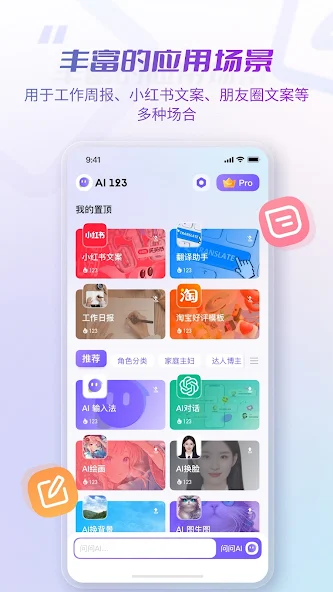 丰富的应用场景
用于工作周报、小红书文案、朋友圈文案等
多种场合
9:41
AI 123
Pro
我的置顶
小红书
小红书文案
123
TRANSLATE
翻译助手
123
工作日报
123
淘
淘宝好评模板
123
推荐
角色分类
家庭主妇
达人博主
AI 输入法
123
AI对话
123
AI绘画
123
AI换脸
123
AI换背景
123
AI 图生图
123
问问AI...
问问AI